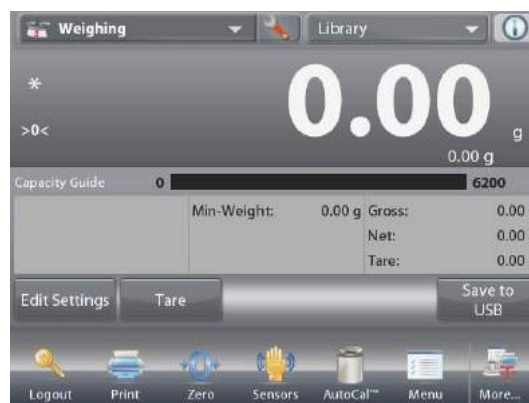 Weighing Library
*
>0<
0.00 g
0.00 g
Capacity Guide 0 6200
Min-Weight: 0.00 g Gross: 0.00
Net: 0.00
Tare: 0.00
Edit Settings Tare Save to USB
Logout Print Zero Sensors AutoCal™ Menu More...